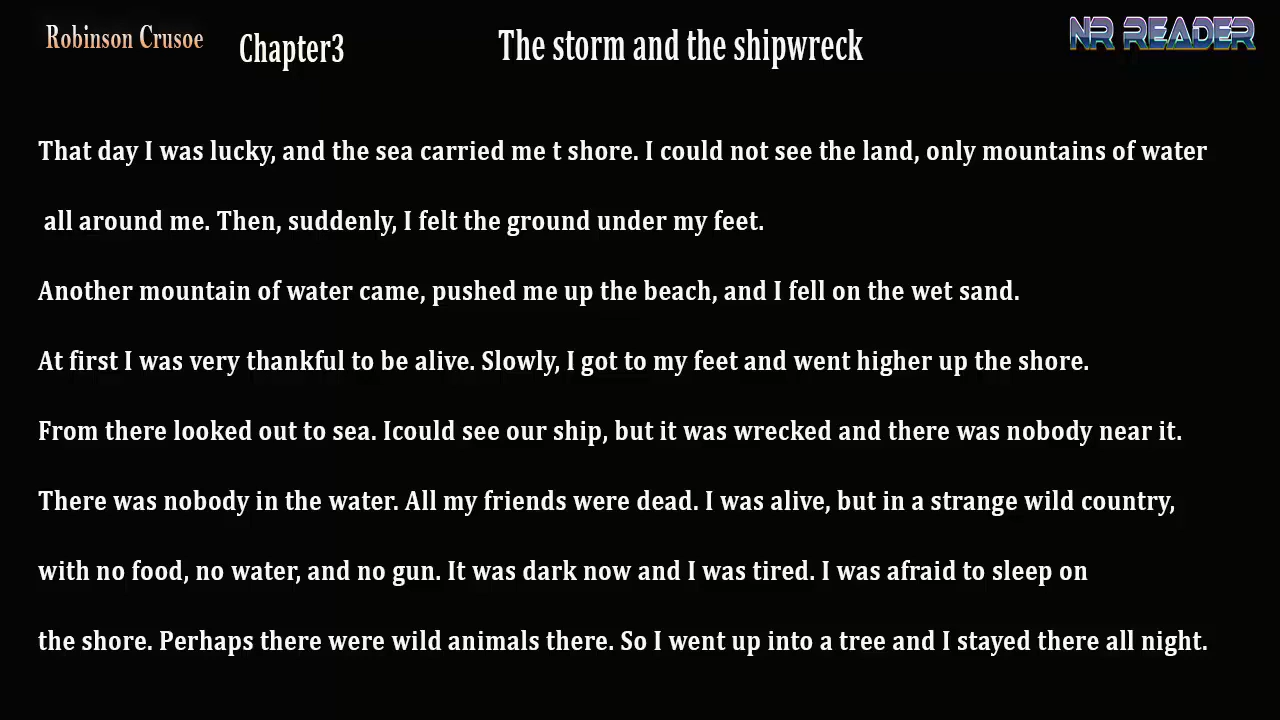 Robinson Crusoe Chapter3 The storm and the shipwreck NR READER
That day I was lucky, and the sea carried me t shore. I could not see the land, only mountains of water
all around me. Then, suddenly, I felt the ground under my feet.
Another mountain of water came, pushed me up the beach, and I fell on the wet sand.
At first I was very thankful to be alive. Slowly, I got to my feet and went higher up the shore.
From there looked out to sea. Icould see our ship, but it was wrecked and there was nobody near it.
There was nobody in the water. All my friends were dead. I was alive, but in a strange wild country,
with no food, no water, and no gun. It was dark now and I was tired. I was afraid to sleep on
the shore. Perhaps there were wild animals there. So I went up into a tree and I stayed there all night.